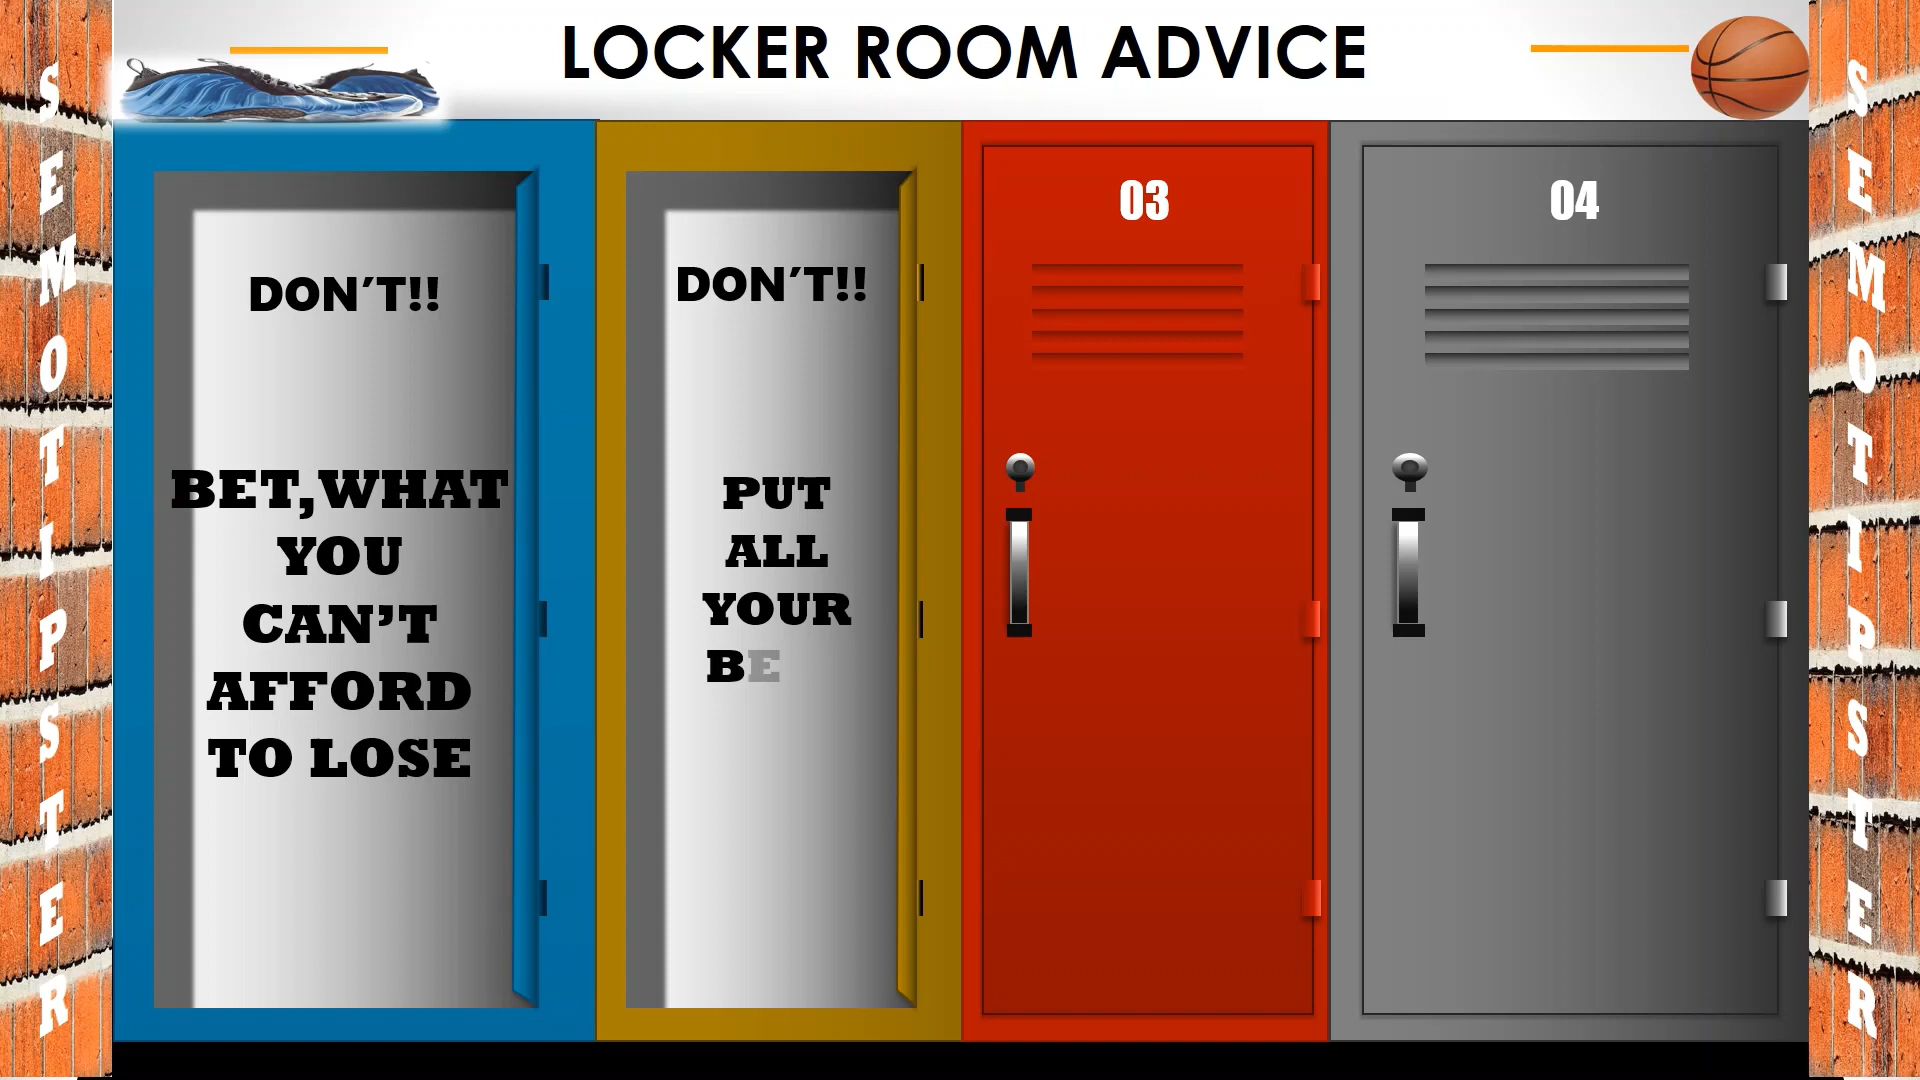 LOCKER ROOM ADVICE
SEMOTIPSTER
DON'T!!
BET,WHAT
YOU
CAN'T
AFFORD
TO LOSE
DON'T!!
PUT
ALL
YOUR
BE
03
04
SEMOTIPSTER